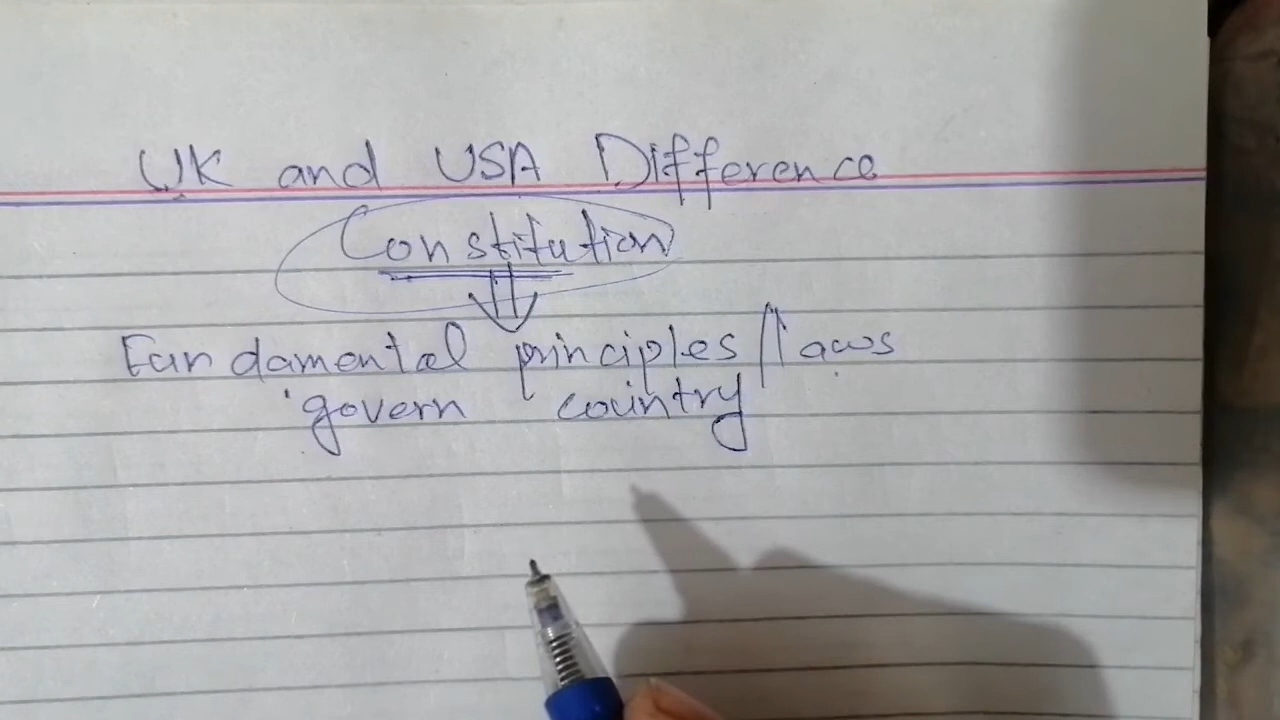 UK and USA Difference
Constitution
Fundamental principles/laws
govern country